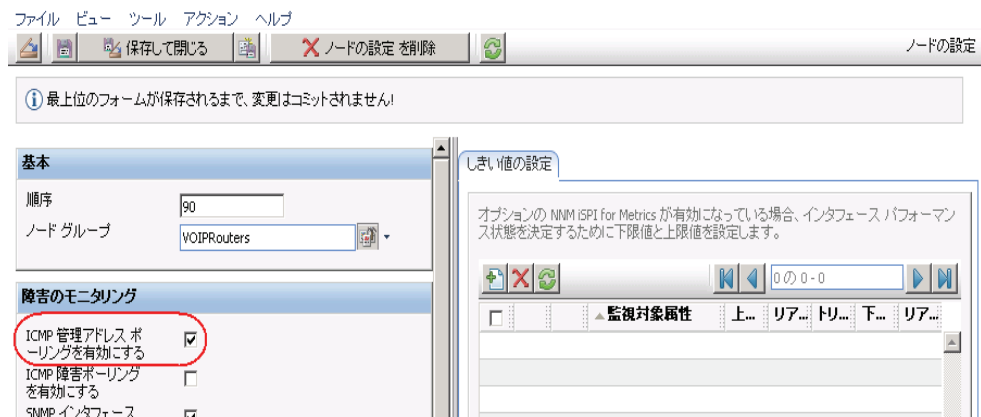 ファイル ビュー ツール アクション ヘルプ
保存して閉じる ノードの設定 を削除 ノードの設定
最上位のフォームが保存されるまで、変更はコミットされません!
基本
順序 90
ノード グループ VOIPRouters
障害のモニタリング
ICMP 管理アドレス ポ
ーリングを有効にする
ICMP 障害ポーリング
を有効にする
SNMP インタフェース
しきい値の設定
オプションの NNM iSPI for Metrics が有効になっている場合、インタフェース パフォーマン
ス状態を決定するために下限値と上限値を設定します。
0 の 0 - 0
監視対象属性 上... リア... トリ... 下... リア...